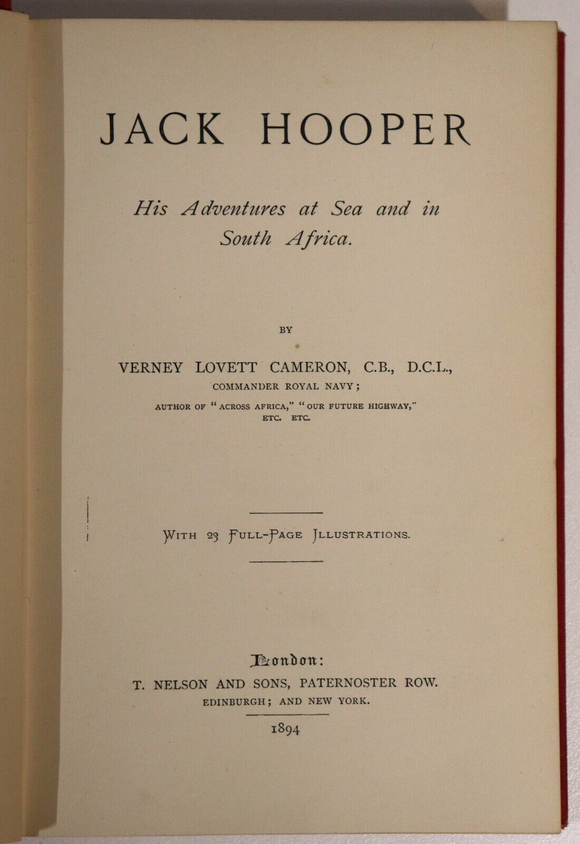 JACK HOOPER
His Adventures at Sea and in
South Africa.
BY
VERNEY LOVETT CAMERON, C.B., D.C.L.,
COMMANDER ROYAL NAVY;
AUTHOR OF "ACROSS AFRICA," "OUR FUTURE HIGHWAY,"
ETC. ETC.
WITH 23 FULL-PAGE ILLUSTRATIONS.
London:
T. NELSON AND SONS, PATERNOSTER ROW.
EDINBURGH; AND NEW YORK.
1894